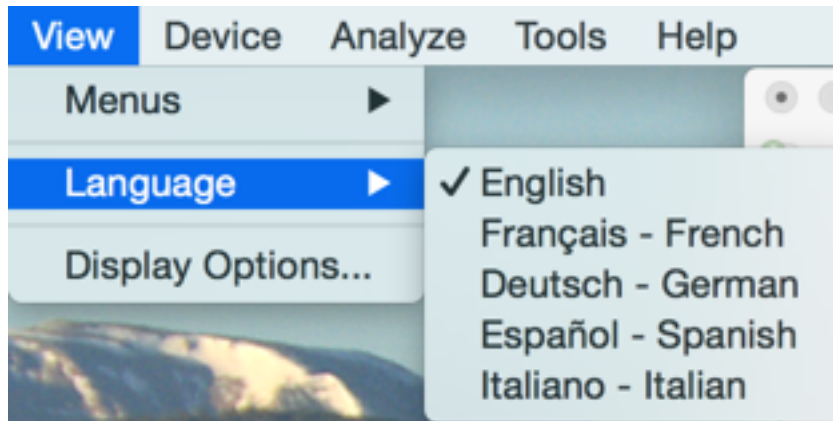 View Device Analyze Tools Help
Menus
Language
Display Options...
English
Français - French
Deutsch - German
Español - Spanish
Italiano - Italian